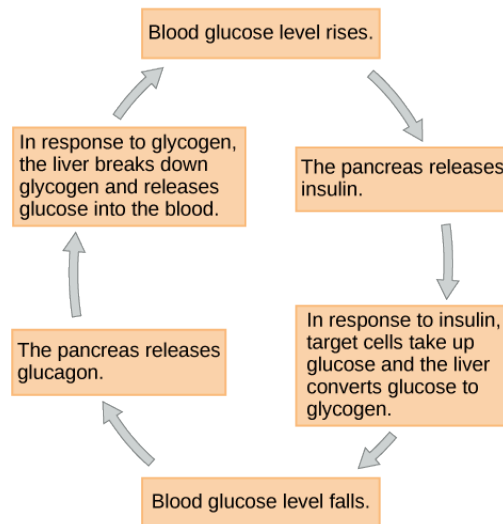 Blood glucose level rises.
The pancreas releases
insulin.
In response to insulin,
target cells take up
glucose and the liver
converts glucose to
glycogen.
Blood glucose level falls.
The pancreas releases
glucagon.
In response to glycogen,
the liver breaks down
glycogen and releases
glucose into the blood.